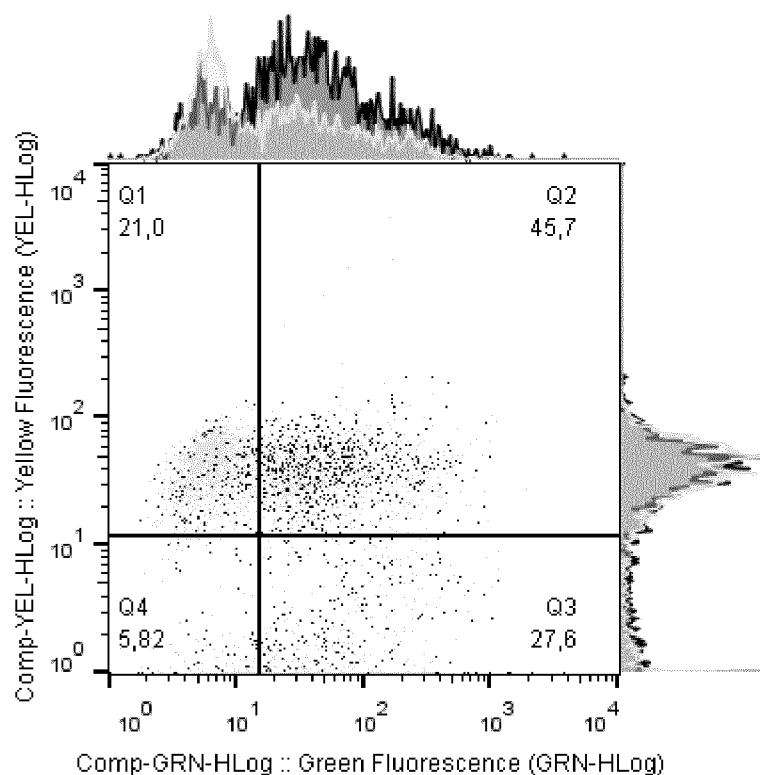 Comp-YEL-HLog :: Yellow Fluorescence (YEL-HLog)
10^4
10^3
10^2
10^1
10^0
Q1
21,0
Q2
45,7
Q4
5,82
Q3
27,6
10^0 10^1 10^2 10^3 10^4
Comp-GRN-HLog :: Green Fluorescence (GRN-HLog)